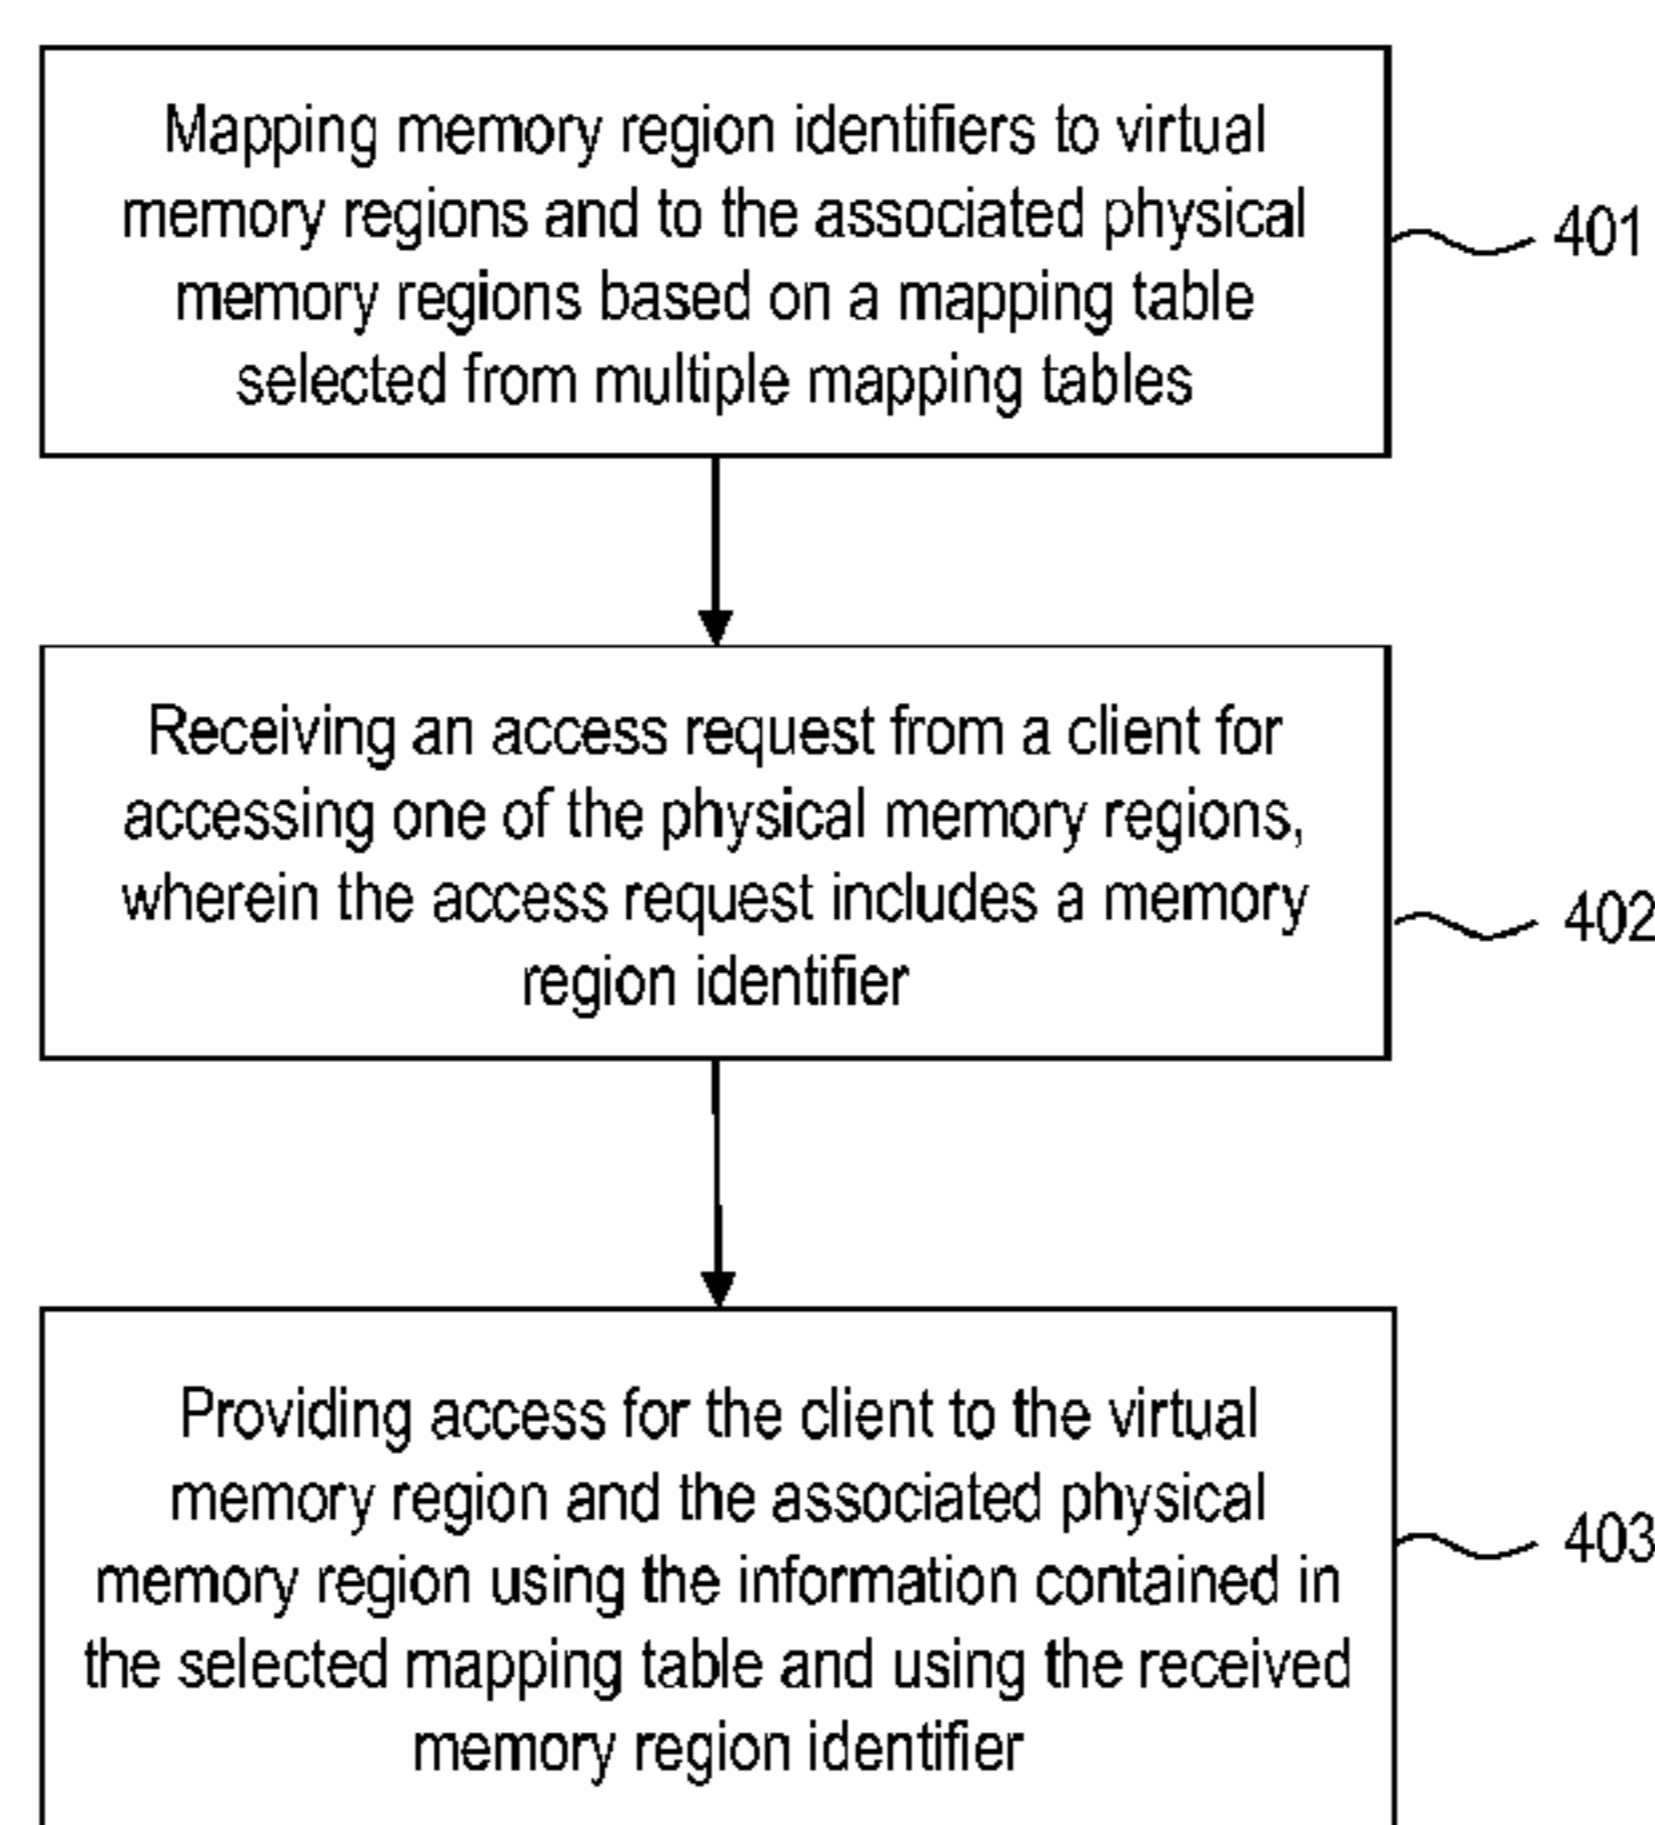 Mapping memory region identifiers to virtual
memory regions and to the associated physical
memory regions based on a mapping table
selected from multiple mapping tables
401
Receiving an access request from a client for
accessing one of the physical memory regions,
wherein the access request includes a memory
region identifier
402
Providing access for the client to the virtual
memory region and the associated physical
memory region using the information contained in
the selected mapping table and using the received
memory region identifier
403